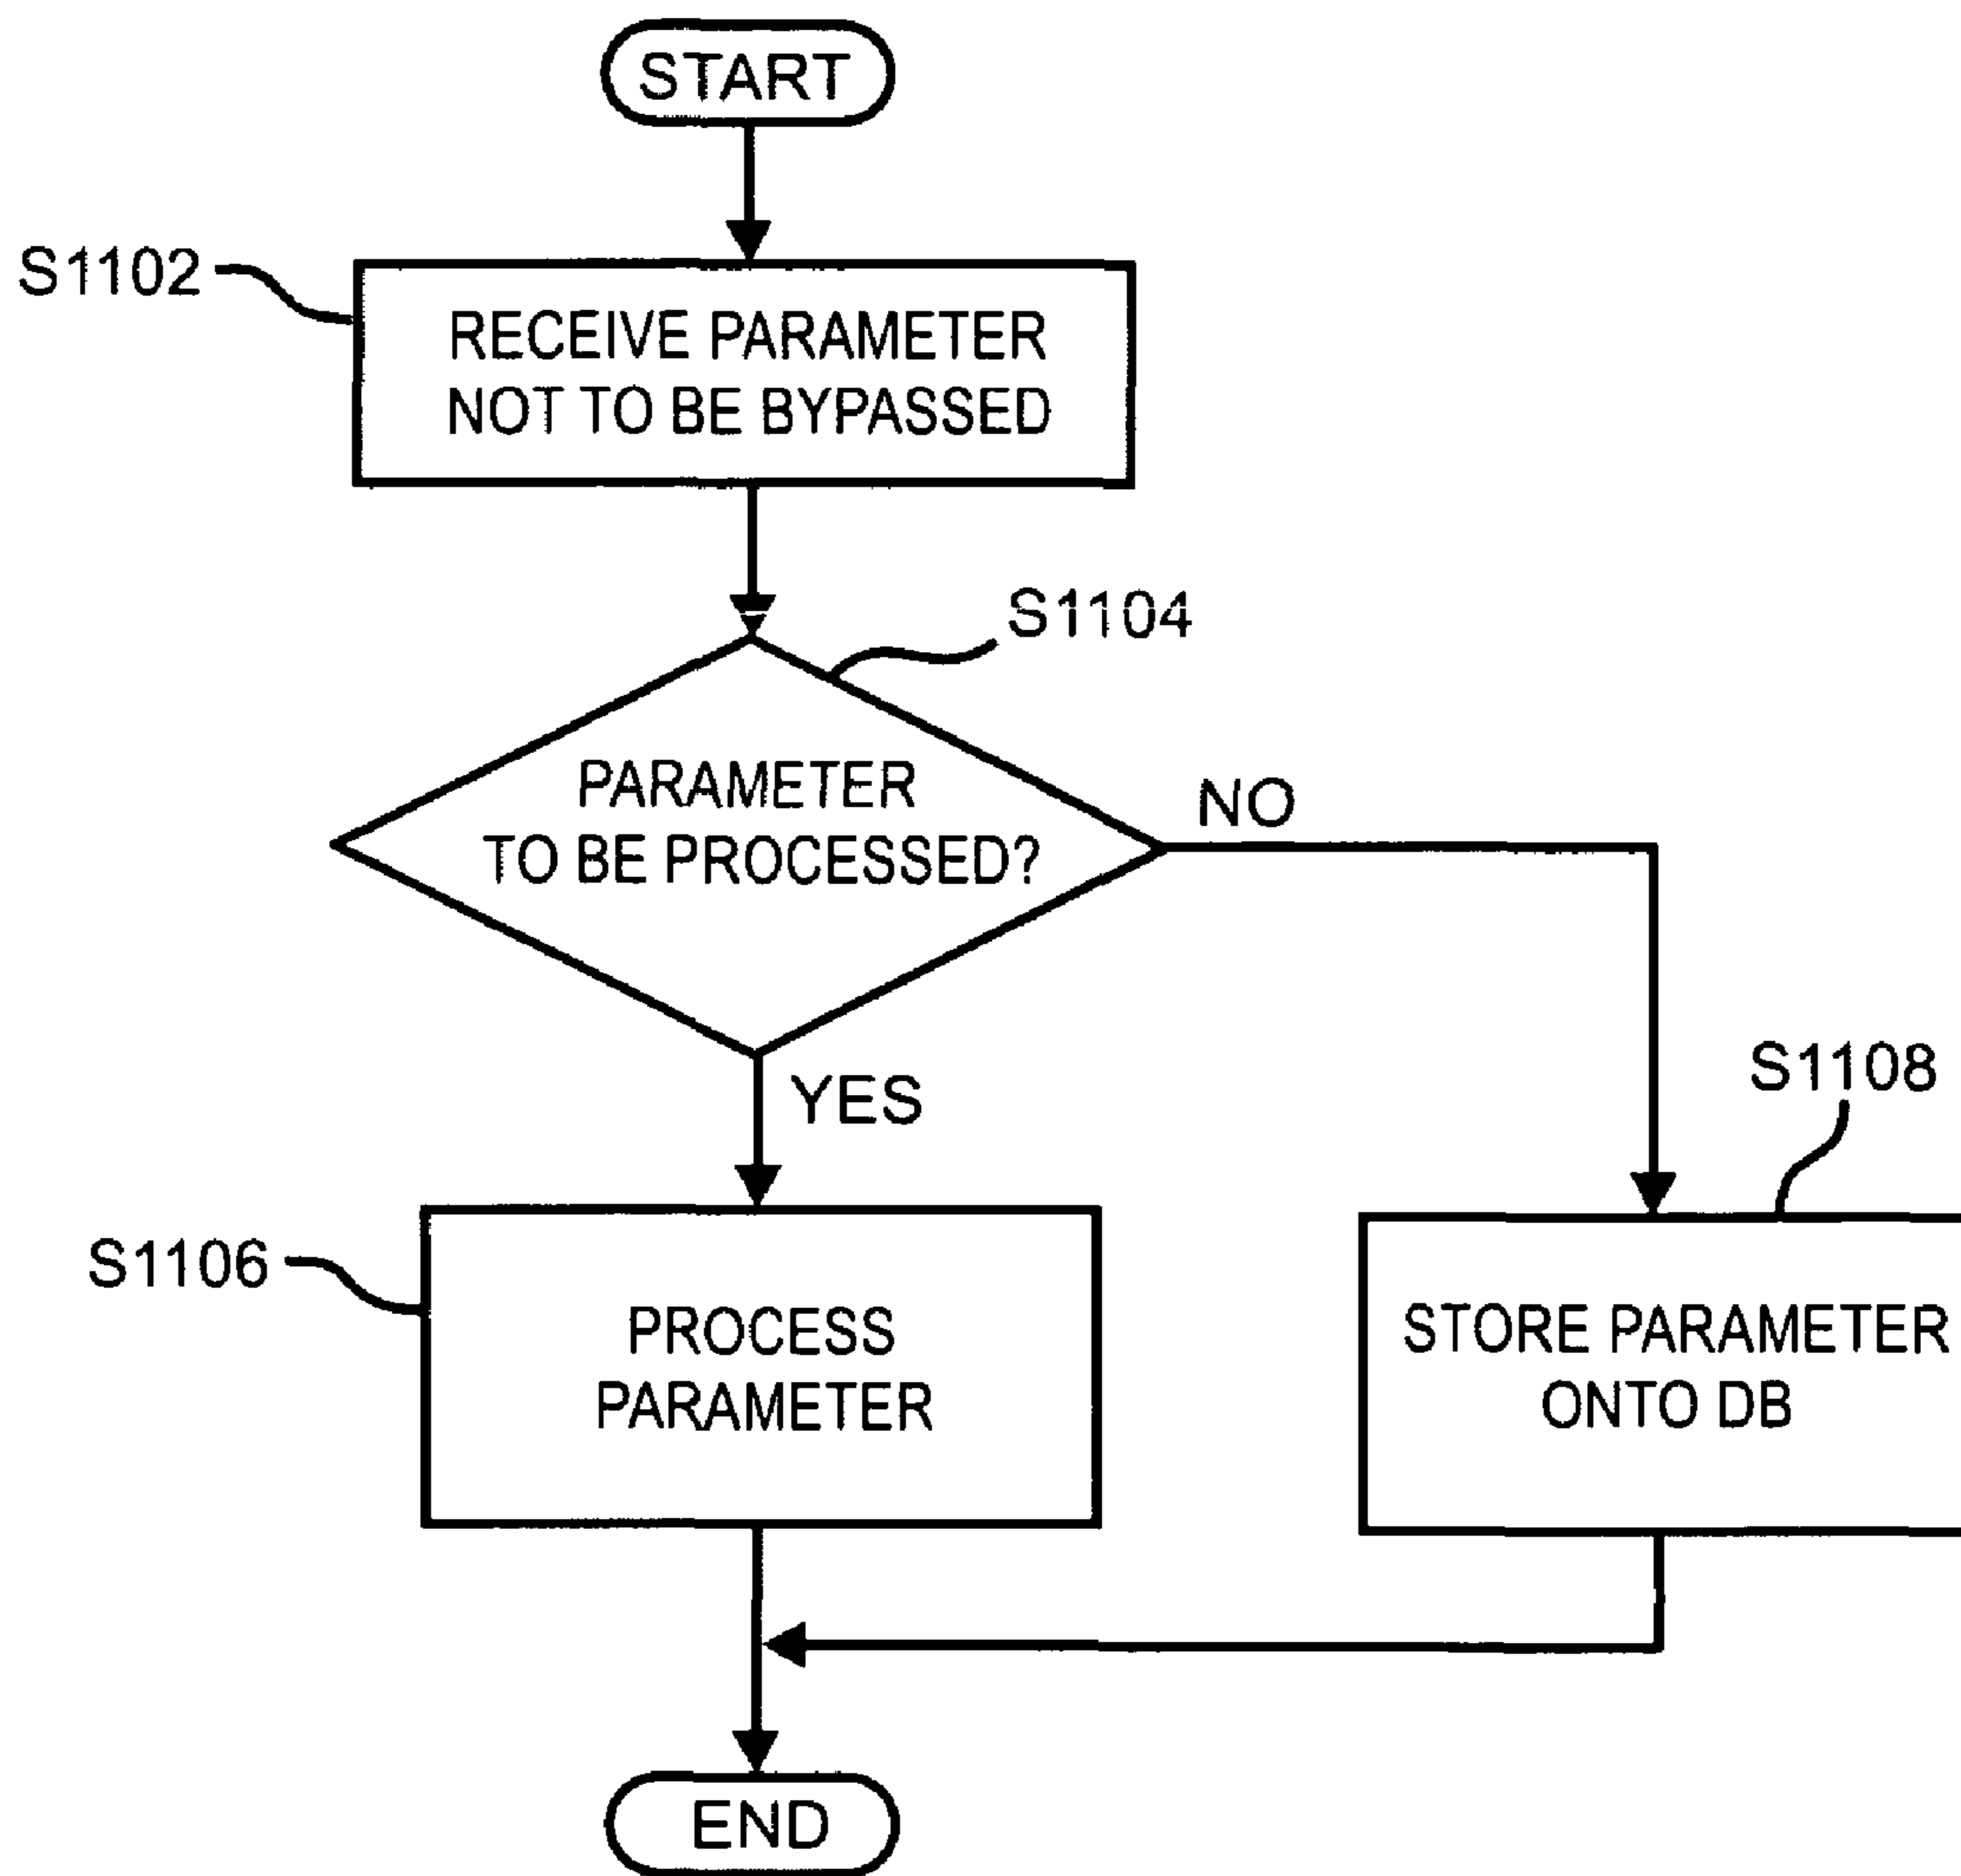 START
S1102
RECEIVE PARAMETER
NOT TO BE BYPASSED
S1104
PARAMETER
TO BE PROCESSED?
NO
YES
S1108
S1106
PROCESS
PARAMETER
STORE PARAMETER
ONTO DB
END